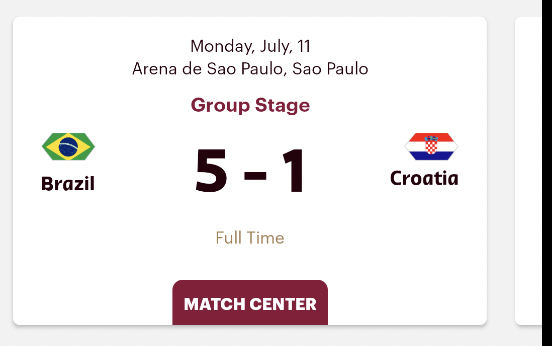 Monday, July, 11
Arena de Sao Paulo, Sao Paulo
Group Stage
5 - 1
Brazil
Croatia
Full Time
MATCH CENTER